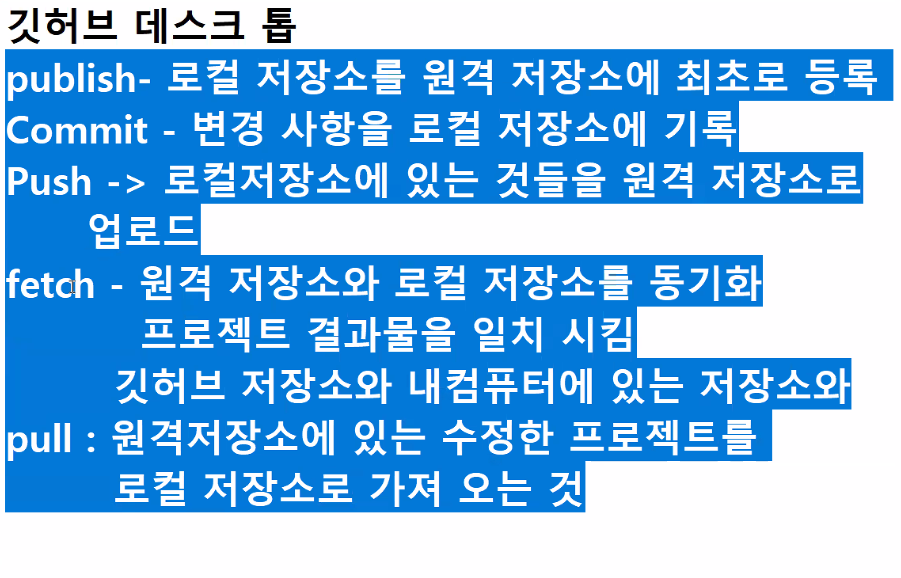 깃허브 데스크 톱
publish- 로컬 저장소를 원격 저장소에 최초로 등록
Commit - 변경 사항을 로컬 저장소에 기록
Push -> 로컬저장소에 있는 것들을 원격 저장소로
업로드
fetch - 원격 저장소와 로컬 저장소를 동기화
프로젝트 결과물을 일치 시킴
깃허브 저장소와 내컴퓨터에 있는 저장소와
pull : 원격저장소에 있는 수정한 프로젝트를
로컬 저장소로 가져 오는 것